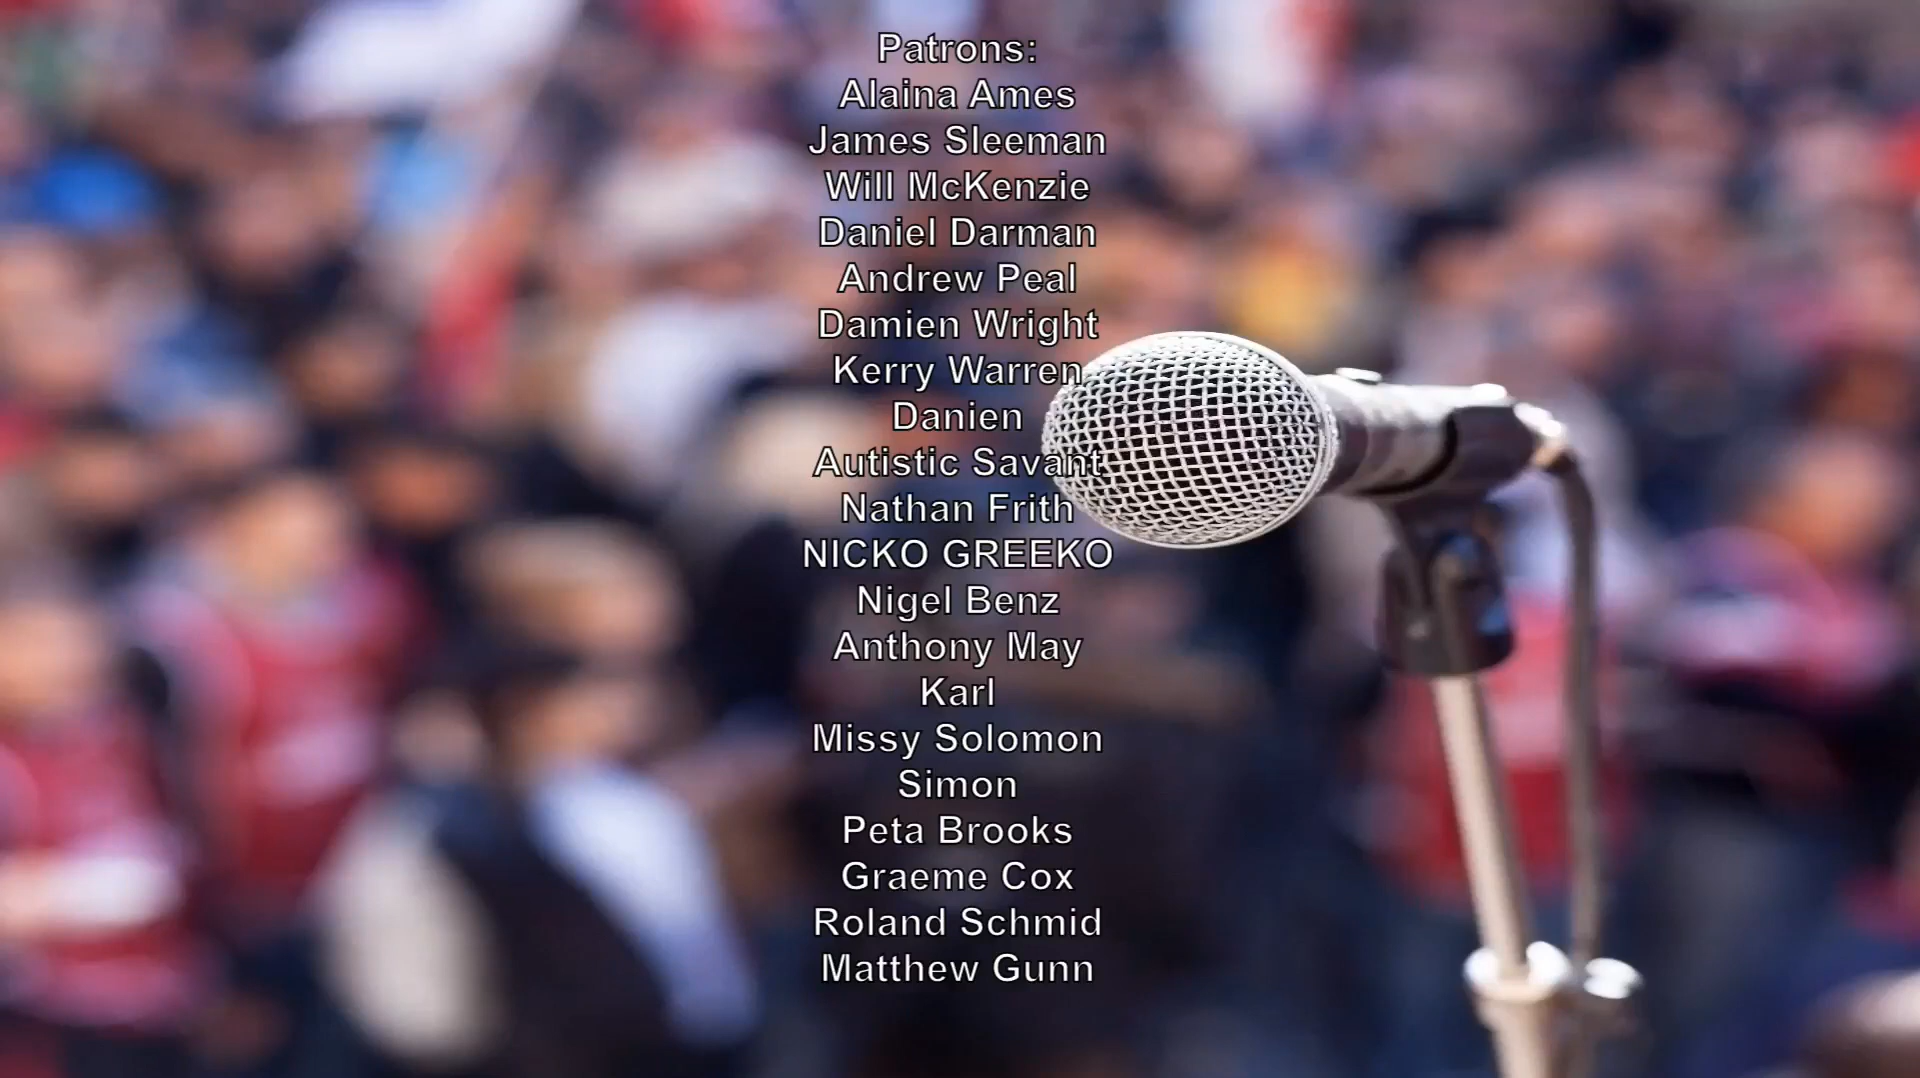 Patrons:
Alaina Ames
James Sleeman
Will McKenzie
Daniel Darman
Andrew Peal
Damien Wright
Kerry Warren
Danien
Autistic Savant
Nathan Frith
NICKO GREEKO
Nigel Benz
Anthony May
Karl
Missy Solomon
Simon
Peta Brooks
Graeme Cox
Roland Schmid
Matthew Gunn